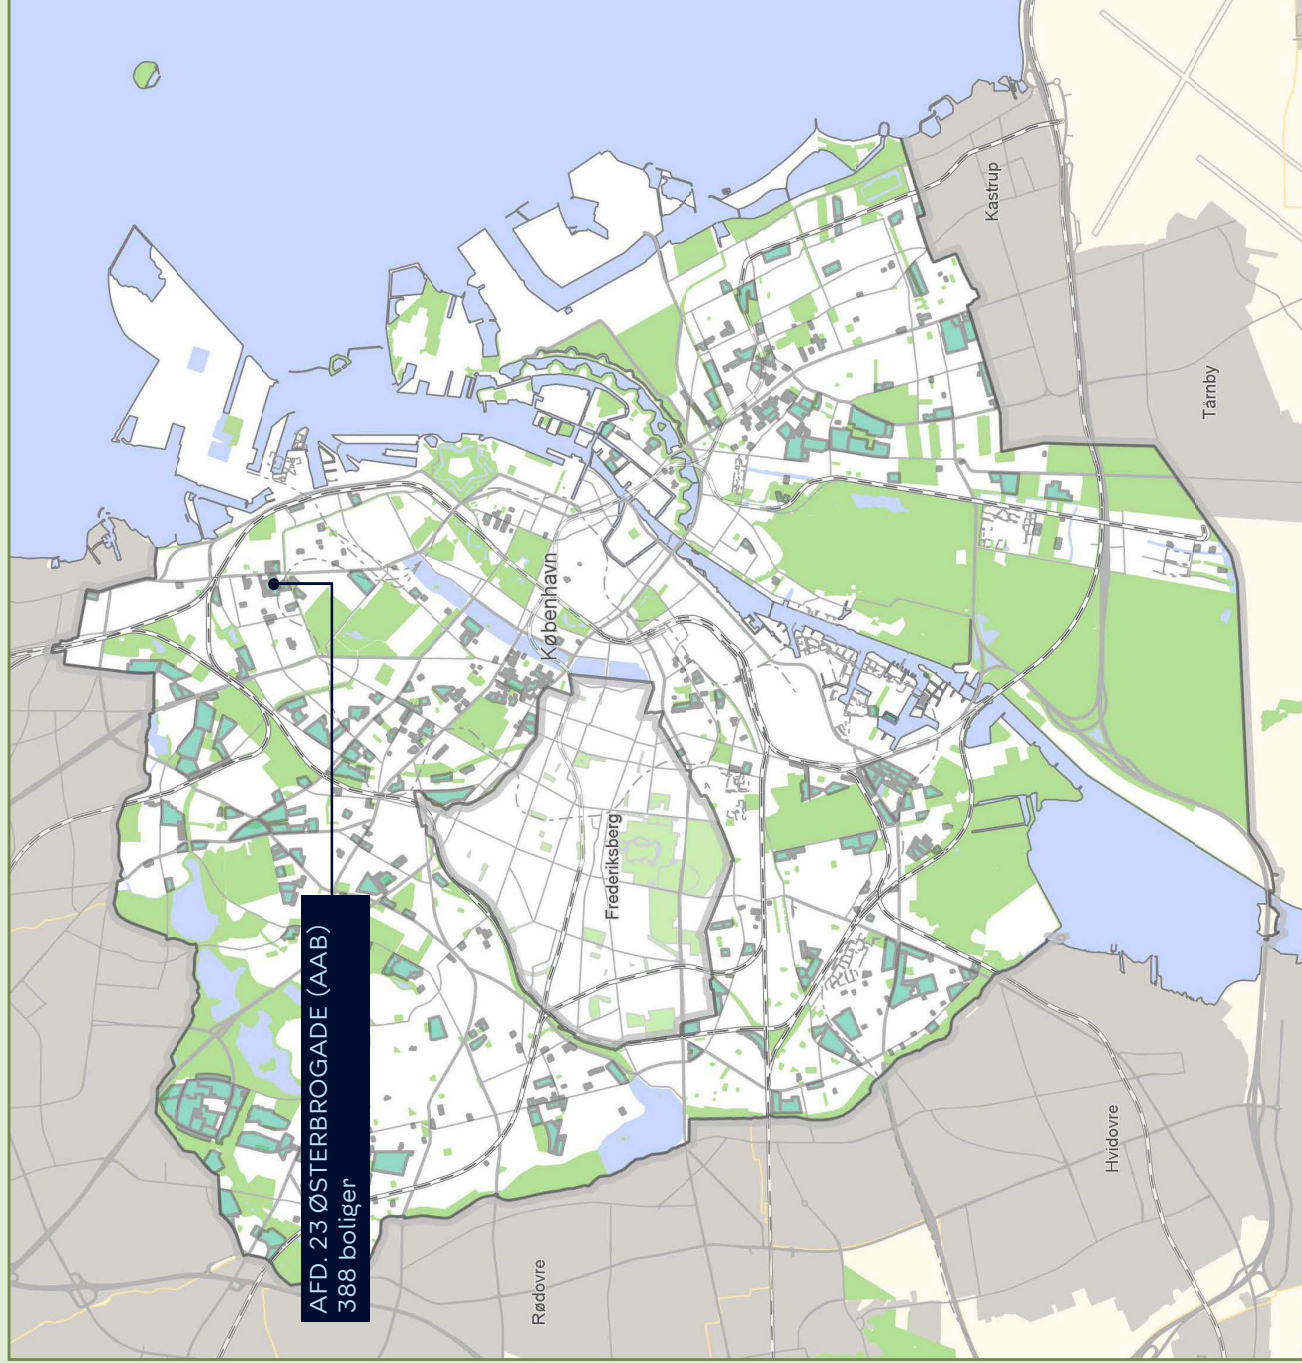 AFD. 23 ØSTERBROGADE (AAB)
388 boliger
København
Frederiksberg
Rødovre
Hvidovre
Tårnby
Kastrup